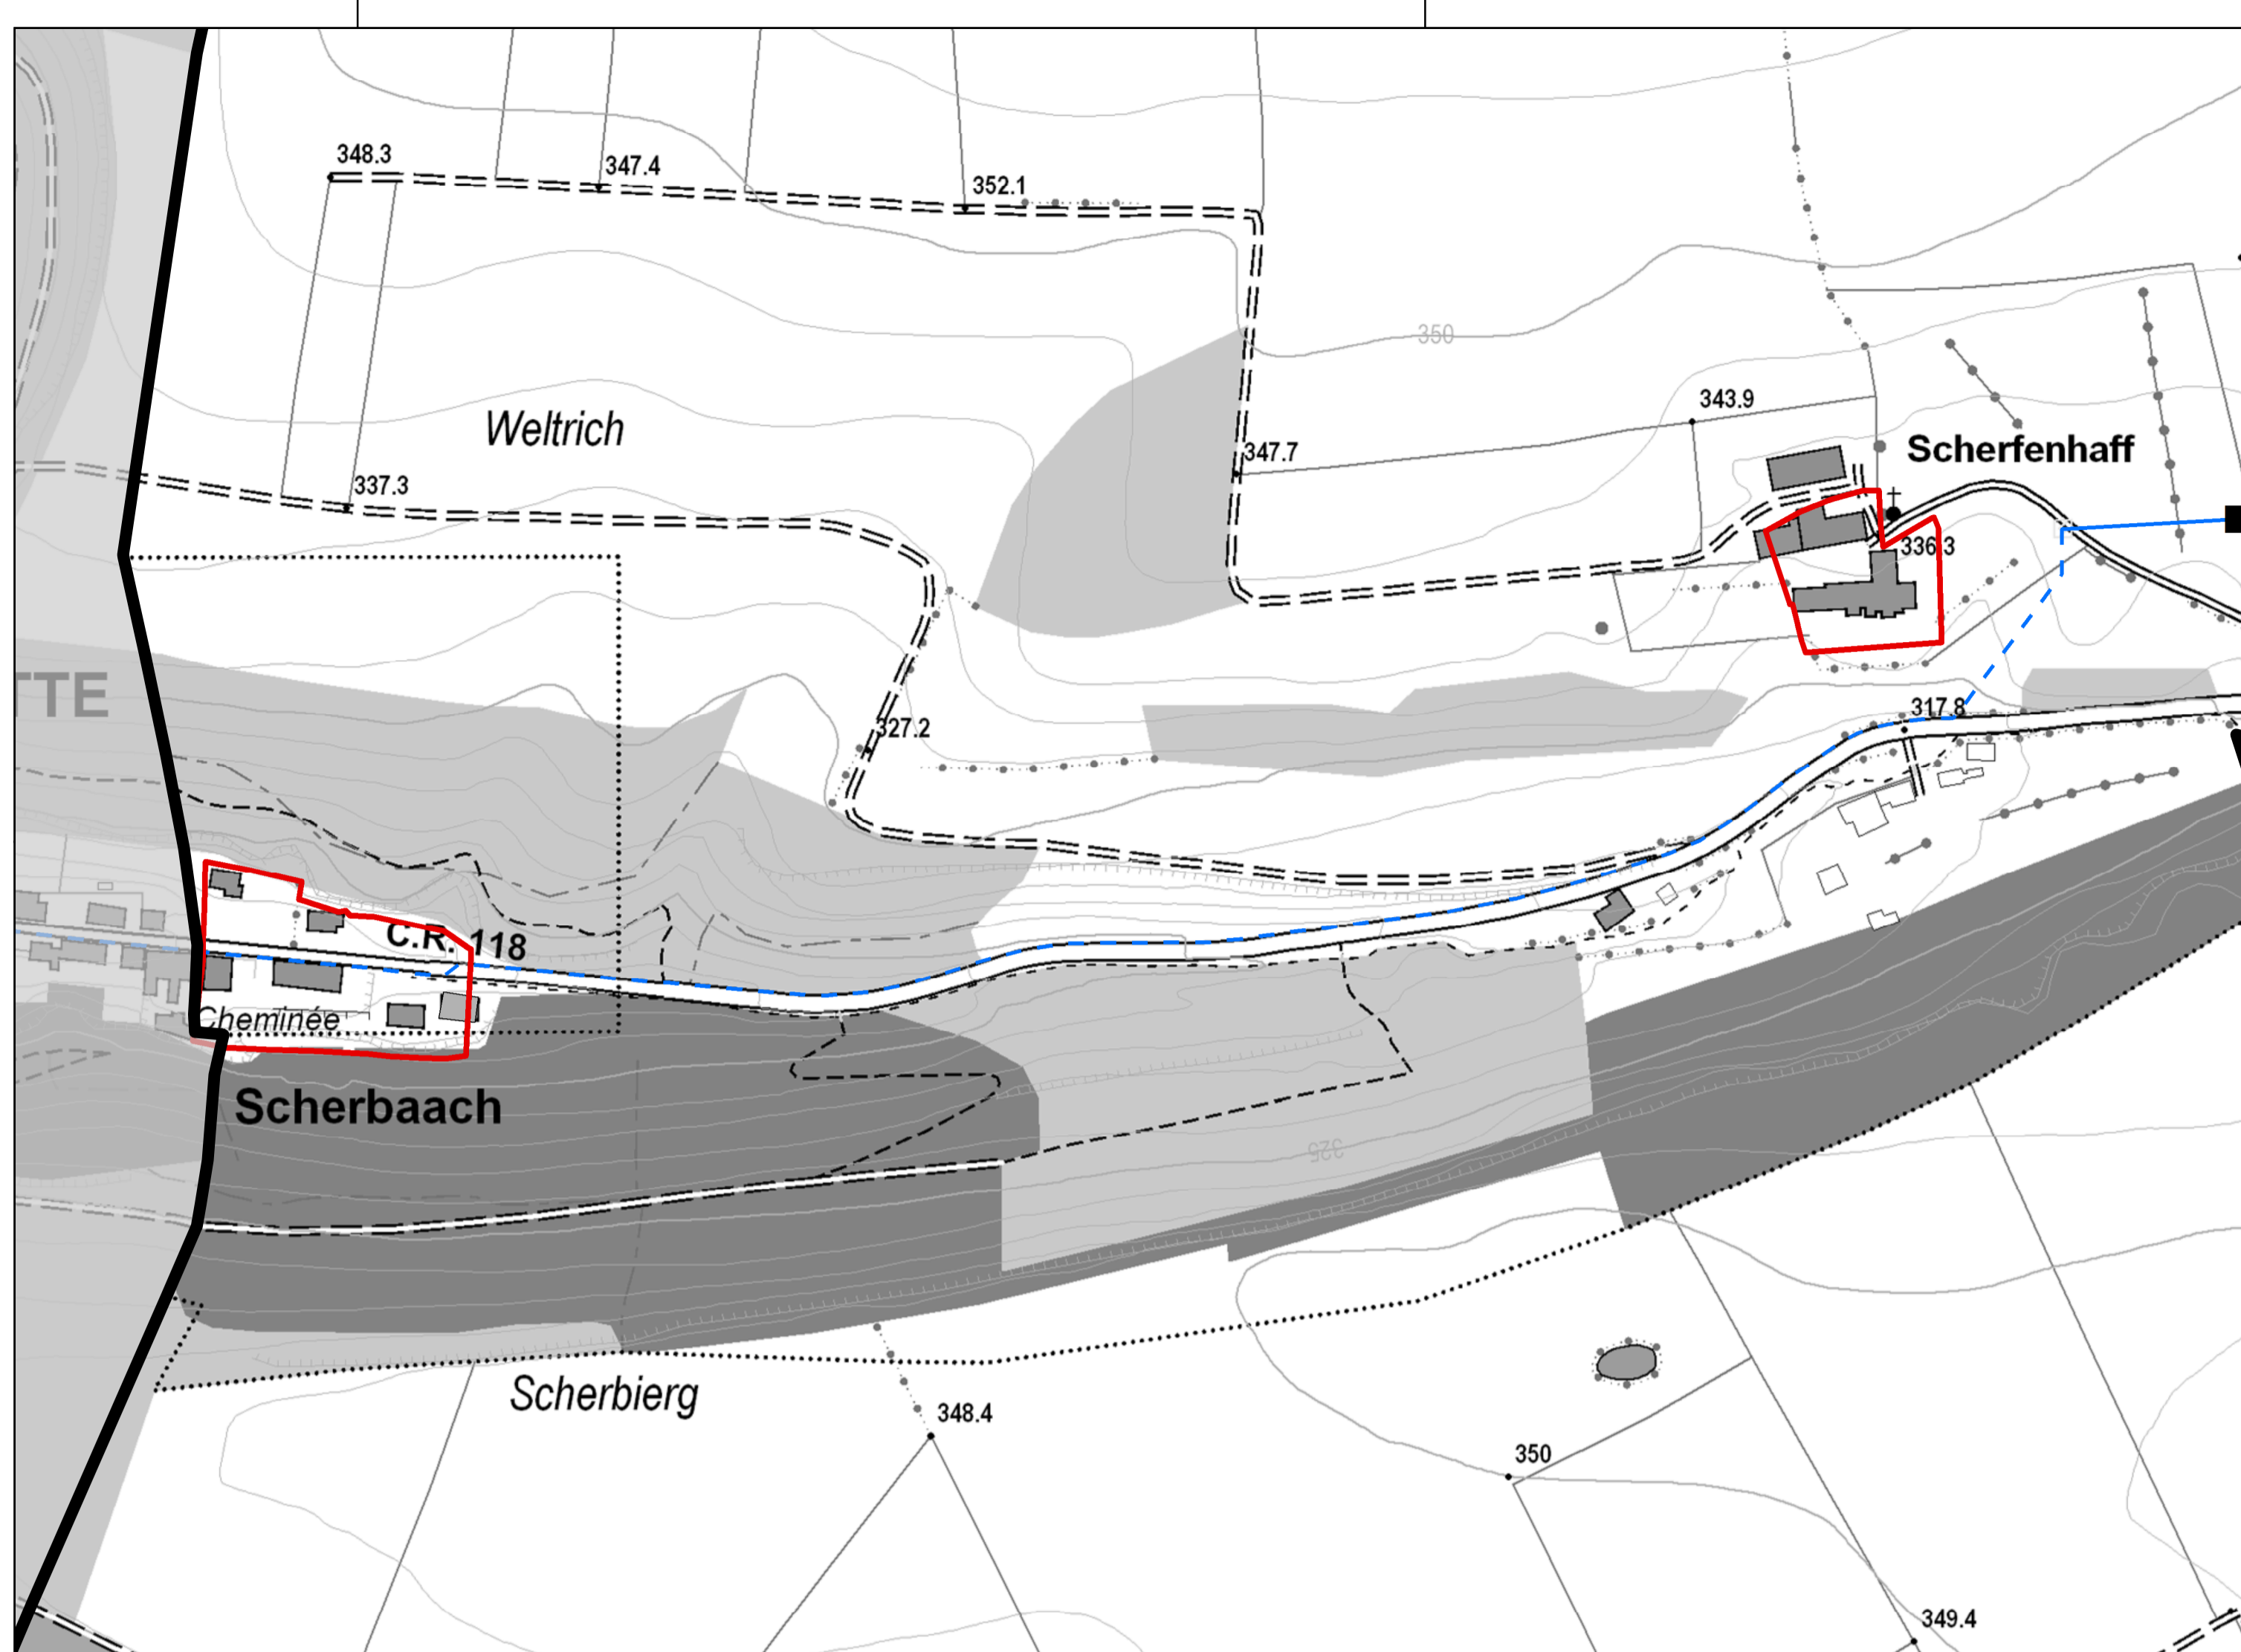 348.3
347.4
352.1
350
343.9
Weltrich
347.7
Scherfenhaff
337.3
336.3
TTE
317.8
327.2
C.R. 118
Cheminée
Scherbaach
325
Scherbierg
348.4
350
349.4